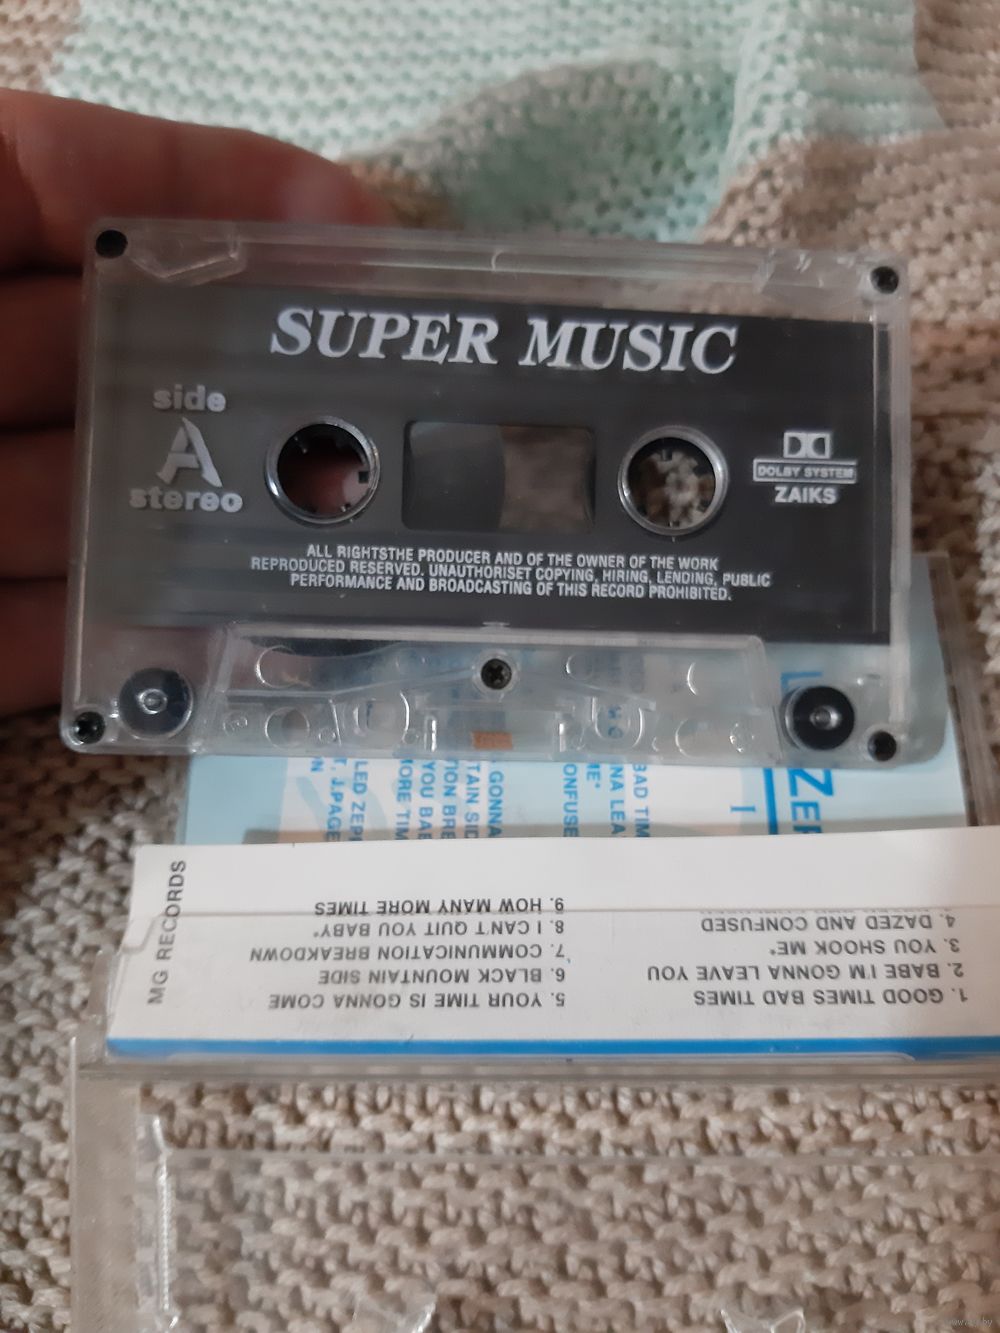 SUPER MUSIC
side
A
stereo
DOLBY SYSTEM
ZAIKS
ALL RIGHTSTHE PRODUCER AND OF THE OWNER OF THE WORK
REPRODUCED RESERVED. UNAUTHORISET COPYING, HIRING, LENDING, PUBLIC
PERFORMANCE AND BROADCASTING OF THIS RECORD PROHIBITED.
I
MG RECORDS
1. GOOD TIMES BAD TIMES
2. BABE I'M GONNA LEAVE YOU
3. YOU SHOOK ME*
4. DAZED AND CONFUSED
5. YOUR TIME IS GONNA COME
6. BLACK MOUNTAIN SIDE
7. COMMUNICATION BREAKDOWN
8. I CAN'T QUIT YOU BABY*
9. HOW MANY MORE TIMES